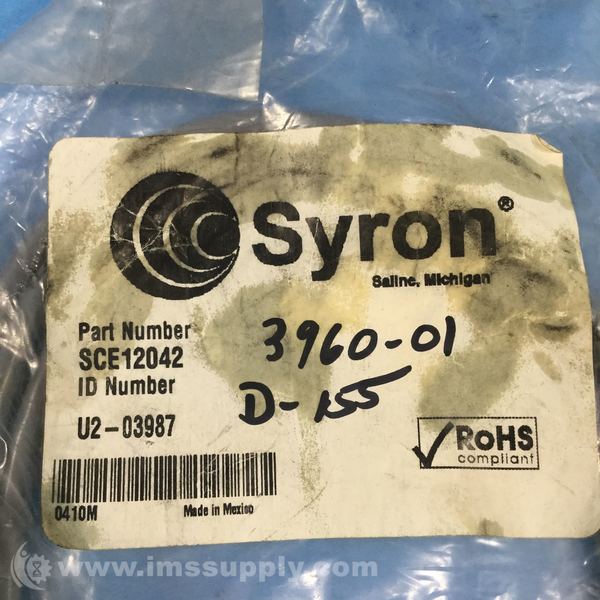 Syron®
Saline, Michigan
Part Number
SCE12042
ID Number
U2-03987
3960-01
D-155
RoHS
compliant
0410M
Made in Mexico
© www.imssupply.com